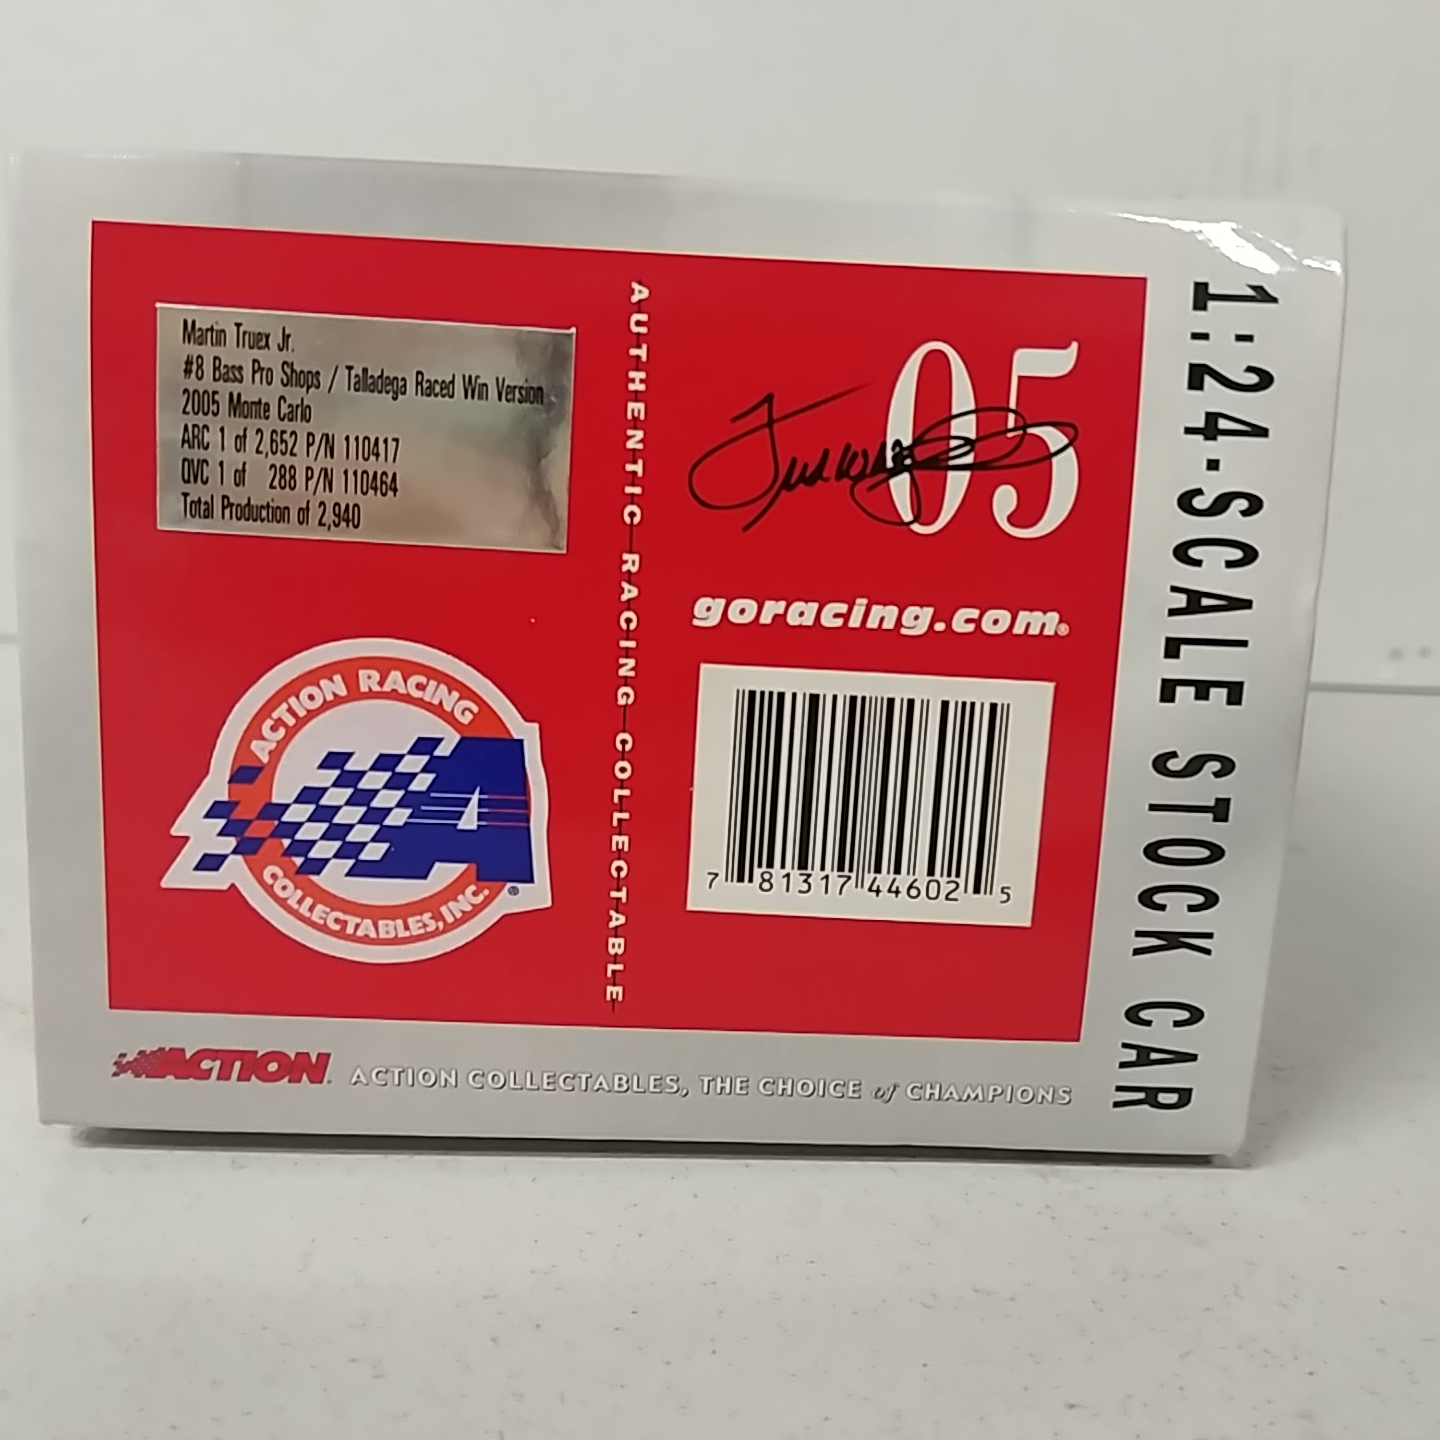 Martin Truex Jr.
#8 Bass Pro Shops / Talladega Raced Win Version
2005 Monte Carlo
ARC 1 of 2,652 P/N 110417
QVC 1 of 288 P/N 110464
Total Production of 2,940
AUTHENTIC RACING COLLECTABLE
05
goracing.com®
7 81317 44602 5
ACTION RACING
COLLECTABLES, INC.
®
1:24-SCALE STOCK CAR
ACTION
ACTION COLLECTABLES, THE CHOICE of CHAMPIONS